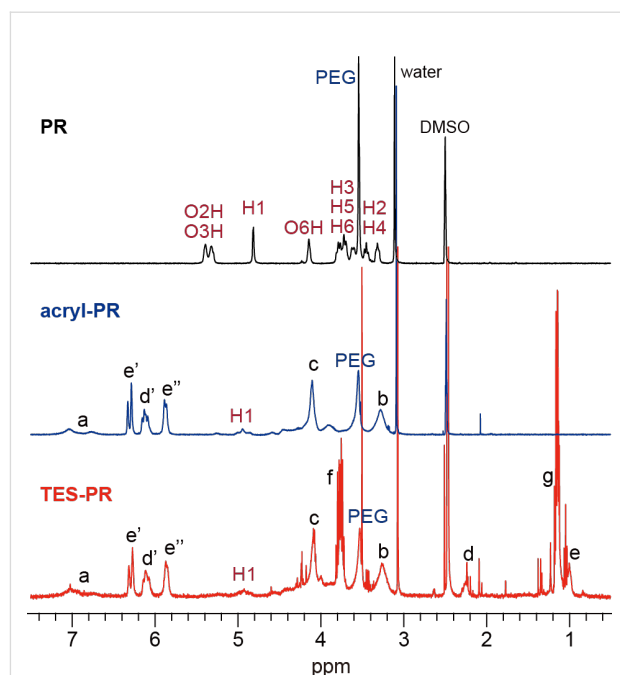 PEG
water
PR
DMSO
O2H
O3H
H1
O6H
H3
H5
H6
H2
H4
acryl-PR
e’
d’
e”
a
H1
c
PEG
b
TES-PR
e’
d’
e”
a
H1
f
c
PEG
b
d
g
e
7 6 5 4 3 2 1
ppm